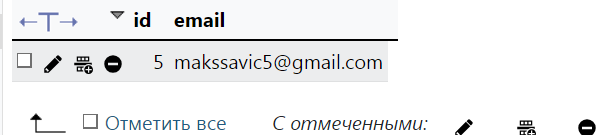 id email
5 makssavic5@gmail.com
Отметить все С отмеченными: